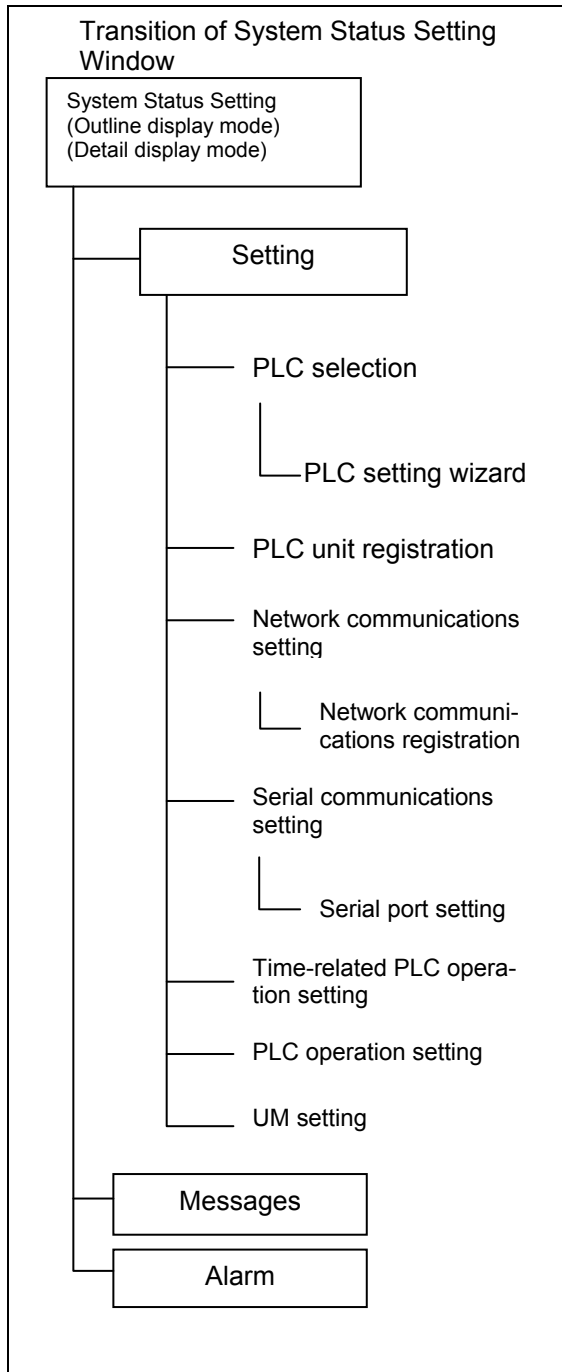 Transition of System Status Setting
Window
System Status Setting
(Outline display mode)
(Detail display mode)
Setting
PLC selection
PLC setting wizard
PLC unit registration
Network communications
setting
Network communi-
cations registration
Serial communications
setting
Serial port setting
Time-related PLC opera-
tion setting
PLC operation setting
UM setting
Messages
Alarm